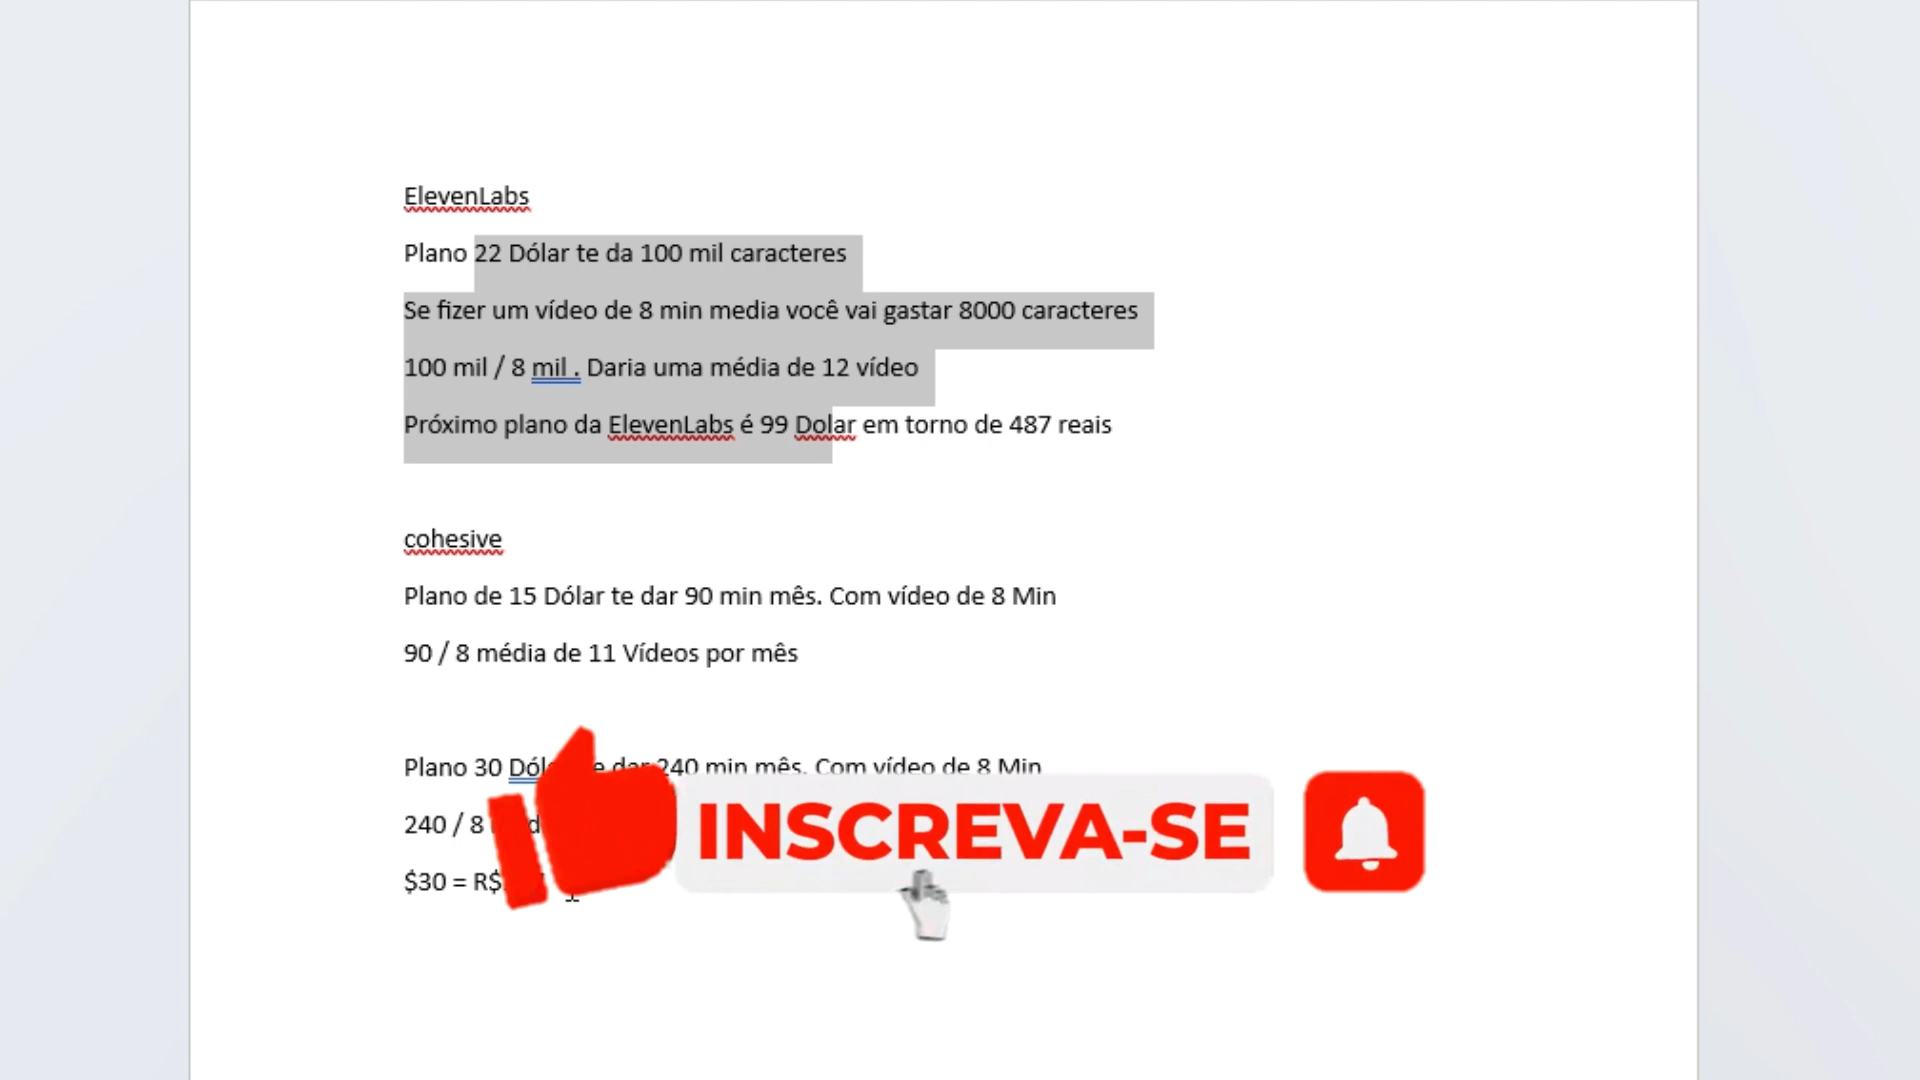 ElevenLabs
Plano 22 Dólar te da 100 mil caracteres
Se fizer um vídeo de 8 min media você vai gastar 8000 caracteres
100 mil / 8 mil . Daria uma média de 12 vídeo
Próximo plano da ElevenLabs é 99 Dolar em torno de 487 reais
cohesive
Plano de 15 Dólar te dar 90 min mês. Com vídeo de 8 Min
90 / 8 média de 11 Vídeos por mês
Plano 30 dar 240 min mês. Com vídeo de 8 Min
240 / 8
INSCREVA-SE
$30 = R$